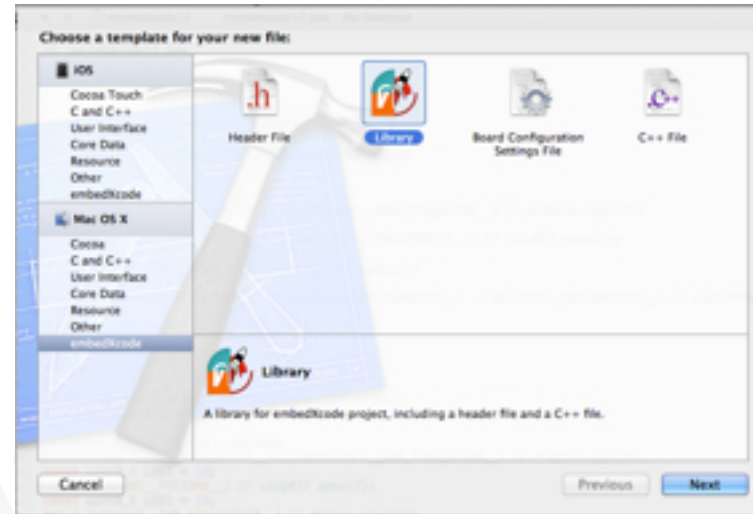 Choose a template for your new file:
iOS
Cocoa Touch
C and C++
User Interface
Core Data
Resource
Other
embedXcode
Mac OS X
Cocoa
C and C++
User Interface
Core Data
Resource
Other
embedXcode
.h
Header File
Library
Board Configuration
Settings File
C++
C++ File
Library
A library for embedXcode project, including a header file and a C++ file.
Cancel
Previous
Next